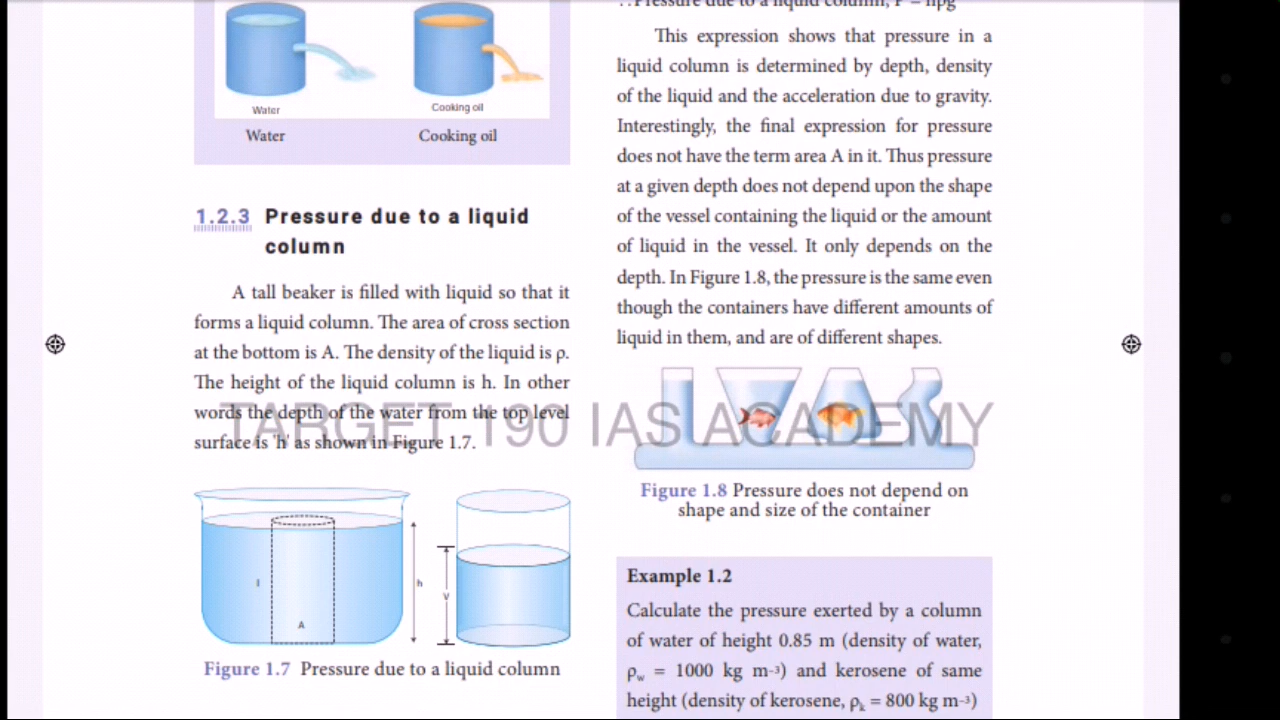 Water
Cooking oil
Water
Cooking oil
1.2.3 Pressure due to a liquid
column
A tall beaker is filled with liquid so that it
forms a liquid column. The area of cross section
at the bottom is A. The density of the liquid is ρ.
The height of the liquid column is h. In other
words the depth of the water from the top level
surface is 'h' as shown in Figure 1.7.
l
A
h
v
Figure 1.7 Pressure due to a liquid column
∴Pressure due to a liquid column, P = hρg
This expression shows that pressure in a
liquid column is determined by depth, density
of the liquid and the acceleration due to gravity.
Interestingly, the final expression for pressure
does not have the term area A in it. Thus pressure
at a given depth does not depend upon the shape
of the vessel containing the liquid or the amount
of liquid in the vessel. It only depends on the
depth. In Figure 1.8, the pressure is the same even
though the containers have different amounts of
liquid in them, and are of different shapes.
TARGET 190 IAS ACADEMY
Figure 1.8 Pressure does not depend on
shape and size of the container
Example 1.2
Calculate the pressure exerted by a column
of water of height 0.85 m (density of water,
ρw = 1000 kg m⁻³) and kerosene of same
height (density of kerosene, ρk = 800 kg m⁻³)